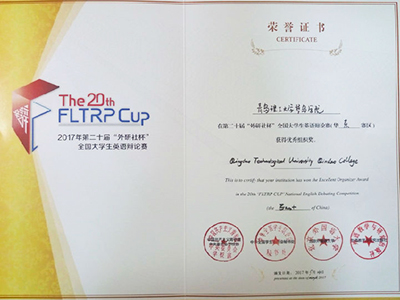 The 20th
FLTRP CUP
2017年第二十届“外研社杯”
全国大学生英语辩论赛
荣誉证书
CERTIFICATE
青岛理工大学琴岛学院
在第二十届“外研社杯”全国大学生英语辩论赛（华东赛区）
获得优秀组织奖。
Qingdao Technological University Qindao College
This is to certify that your institution has won the Excellent Organizer Award
in the 20th "FLTRP CUP" National English Debating Competition
(the East of China)